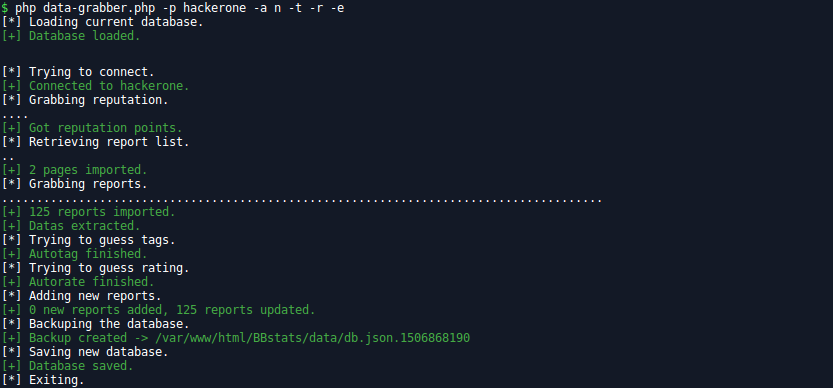 $ php data-grabber.php -p hackerone -a n -t -r -e
[*] Loading current database.
[+] Database loaded.
[*] Trying to connect.
[+] Connected to hackerone.
[*] Grabbing reputation.
....
[+] Got reputation points.
[*] Retrieving report list.
..
[+] 2 pages imported.
[*] Grabbing reports.
......................................................................................
[+] 125 reports imported.
[+] Datas extracted.
[*] Trying to guess tags.
[+] Autotag finished.
[*] Trying to guess rating.
[+] Autorate finished.
[*] Adding new reports.
[+] 0 new reports added, 125 reports updated.
[*] Backuping the database.
[+] Backup created -> /var/www/html/BBstats/data/db.json.1506868190
[*] Saving new database.
[+] Database saved.
[*] Exiting.